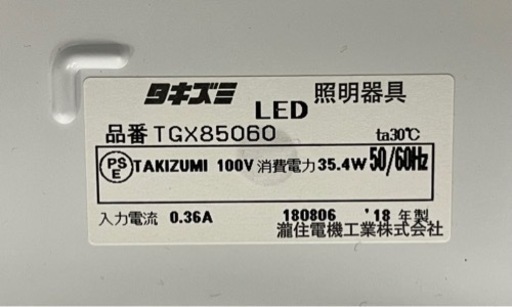 タキズミ
LED 照明器具
品番 TGX85060 ta30℃
PSE TAKIZUMI 100V 消費電力 35.4W 50/60Hz
入力電流 0.36A 180806 '18 年製
瀧住電機工業株式会社